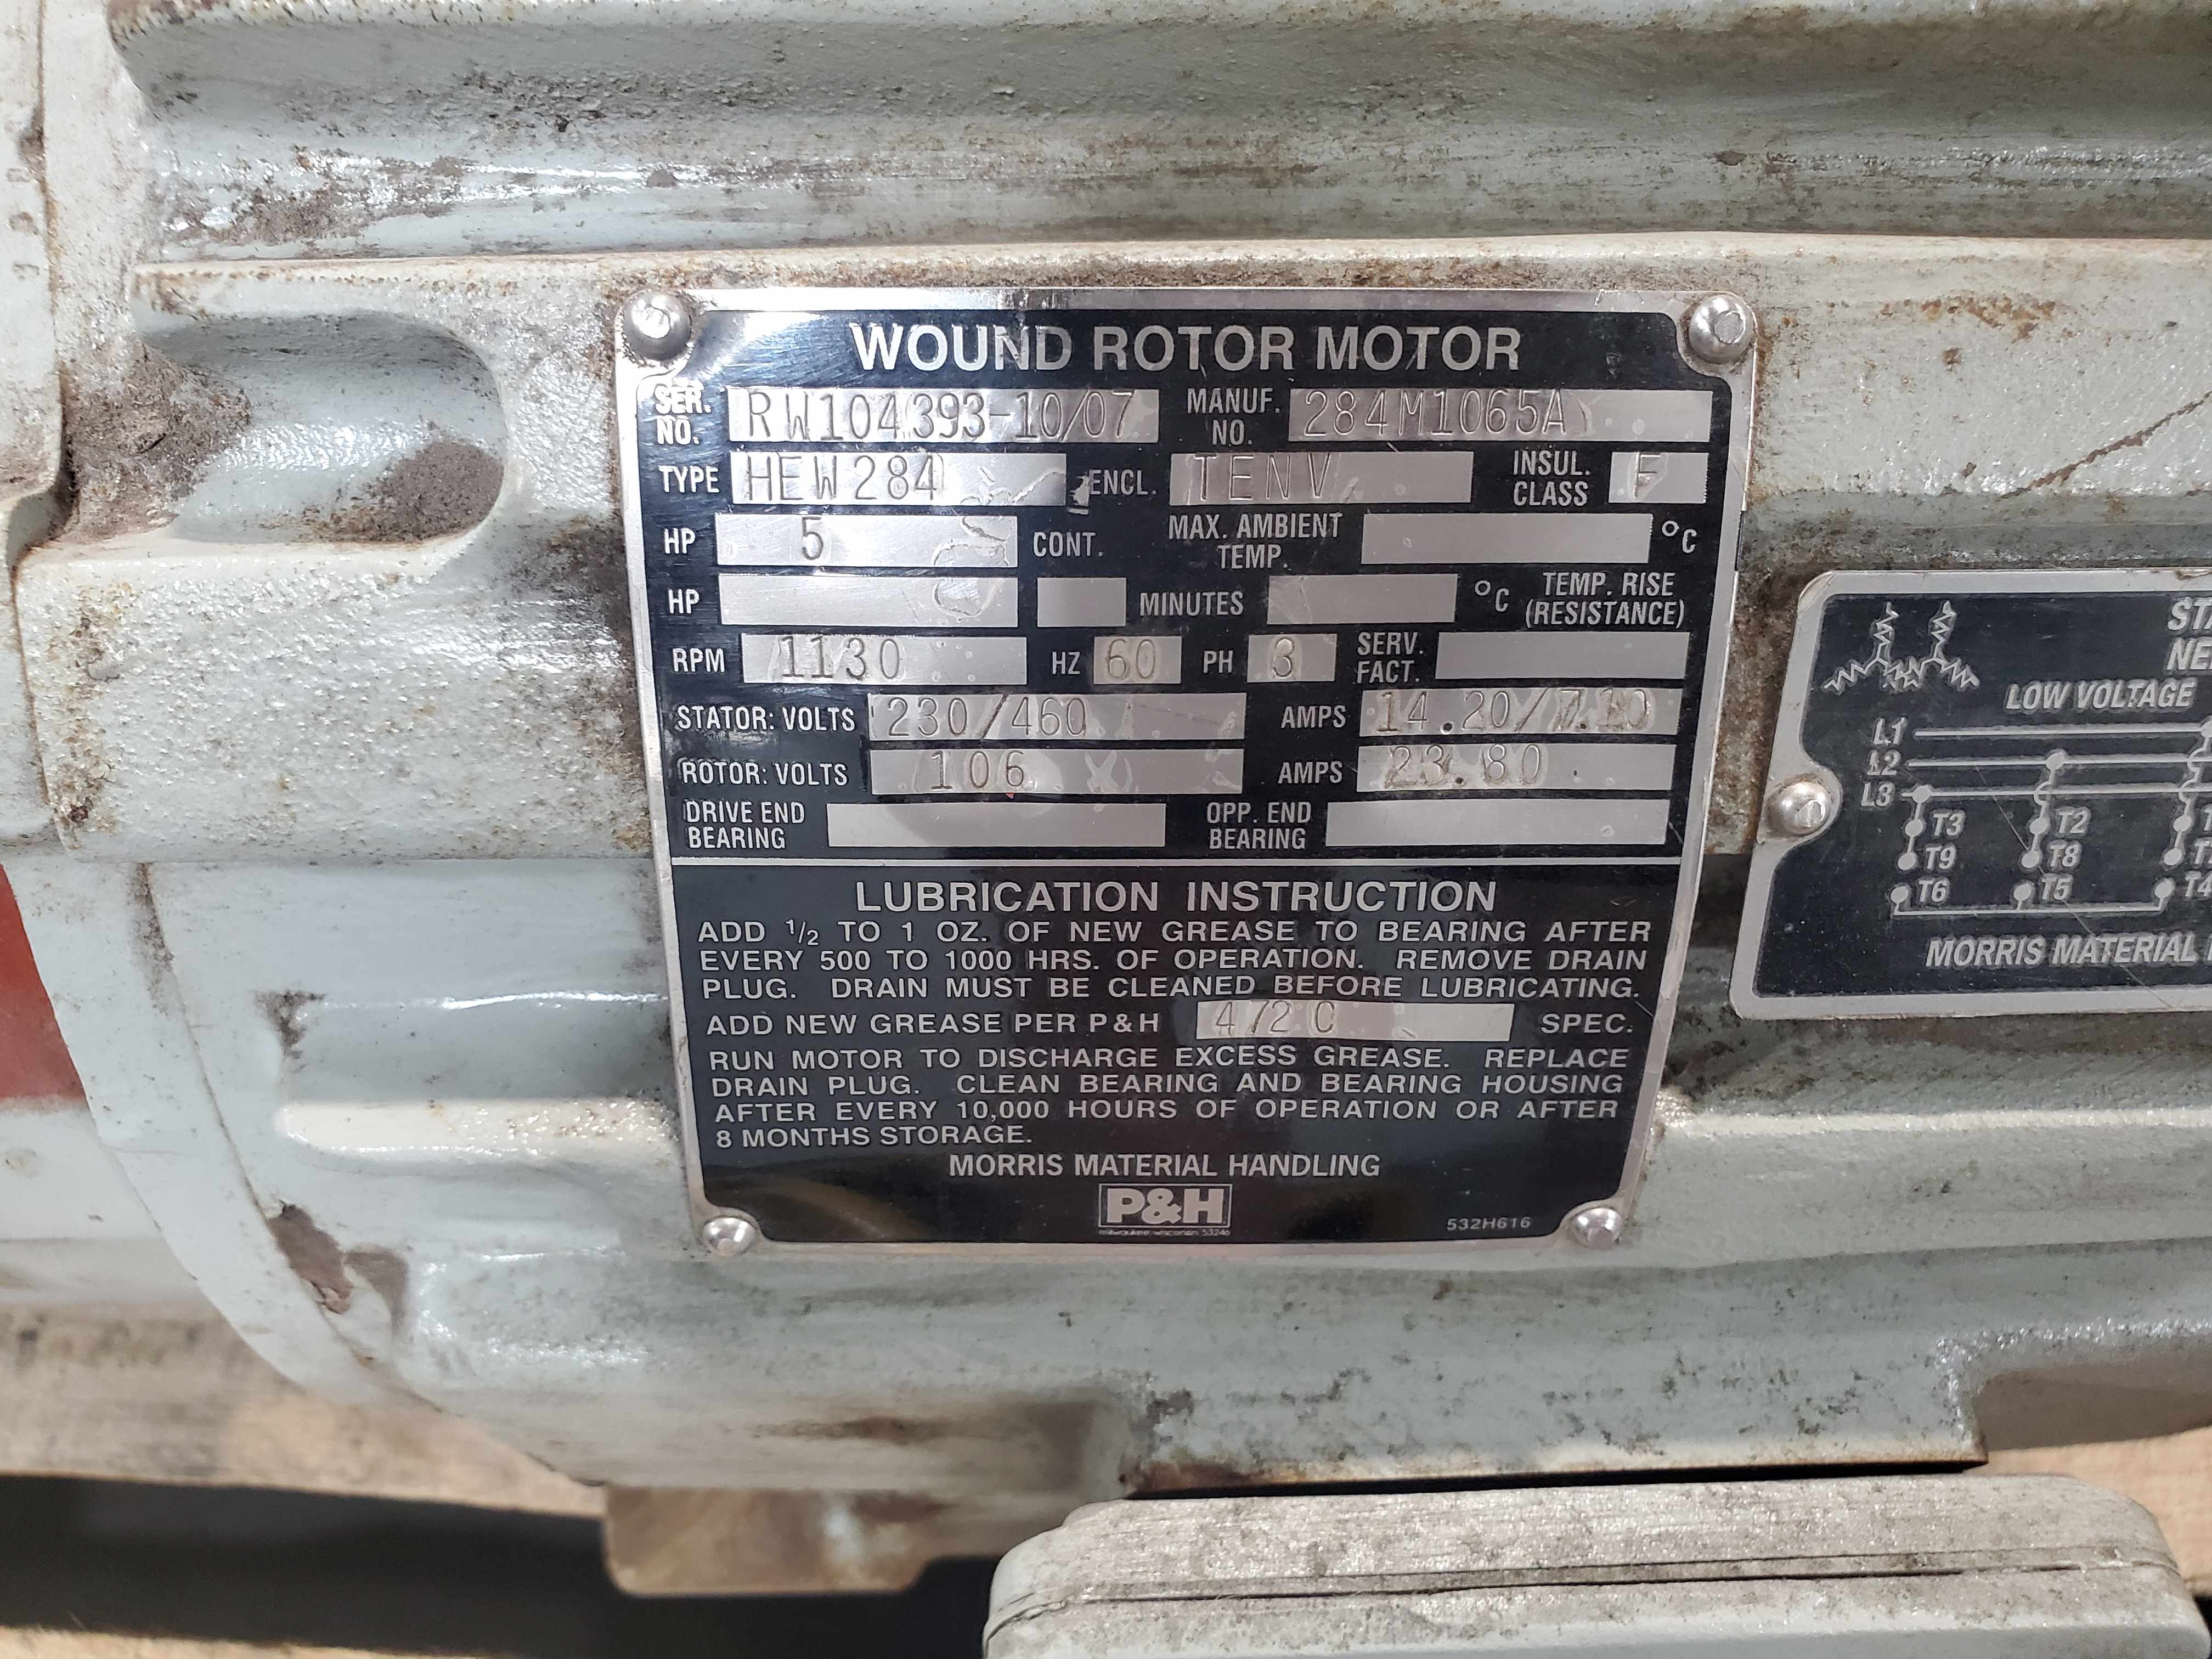 WOUND ROTOR MOTOR
SER. NO. RW104393-10/07 MANUF. NO. 284M1065A
TYPE HEW284 ENCL. TENV INSUL. CLASS F
HP 5 CONT. MAX. AMBIENT TEMP. °C
HP MINUTES °C TEMP. RISE (RESISTANCE)
RPM 1130 HZ 60 PH 3 SERV. FACT.
STATOR: VOLTS 230/460 AMPS 14.20/7.10
ROTOR: VOLTS 106 AMPS 23.80
DRIVE END BEARING OPP. END BEARING
LUBRICATION INSTRUCTION
ADD 1/2 TO 1 OZ. OF NEW GREASE TO BEARING AFTER
EVERY 500 TO 1000 HRS. OF OPERATION. REMOVE DRAIN
PLUG. DRAIN MUST BE CLEANED BEFORE LUBRICATING.
ADD NEW GREASE PER P&H 472C SPEC.
RUN MOTOR TO DISCHARGE EXCESS GREASE. REPLACE
DRAIN PLUG. CLEAN BEARING AND BEARING HOUSING
AFTER EVERY 10,000 HOURS OF OPERATION OR AFTER
8 MONTHS STORAGE.
MORRIS MATERIAL HANDLING
P&H
milwaukee, wisconsin 53246
532H616
LOW VOLTAGE
L1
L2
L3
T3 T2
T9 T8
T6 T5 T4
MORRIS MATERIAL